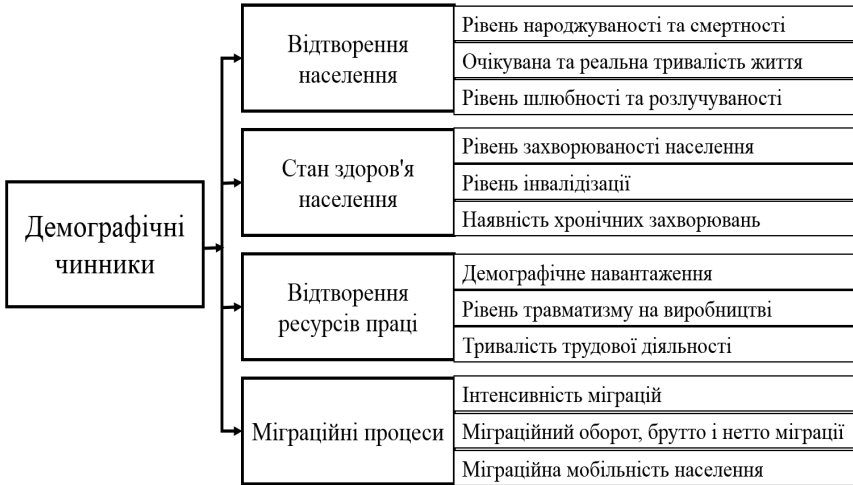 Демографічні
чинники
Відтворення
населення
Рівень народжуваності та смертності
Очікувана та реальна тривалість життя
Рівень шлюбності та розлучуваності
Стан здоров'я
населення
Рівень захворюваності населення
Рівень інвалідізації
Наявність хронічних захворювань
Відтворення
ресурсів праці
Демографічне навантаження
Рівень травматизму на виробництві
Тривалість трудової діяльності
Міграційні процеси
Інтенсивність міграцій
Міграційний оборот, брутто і нетто міграції
Міграційна мобільність населення